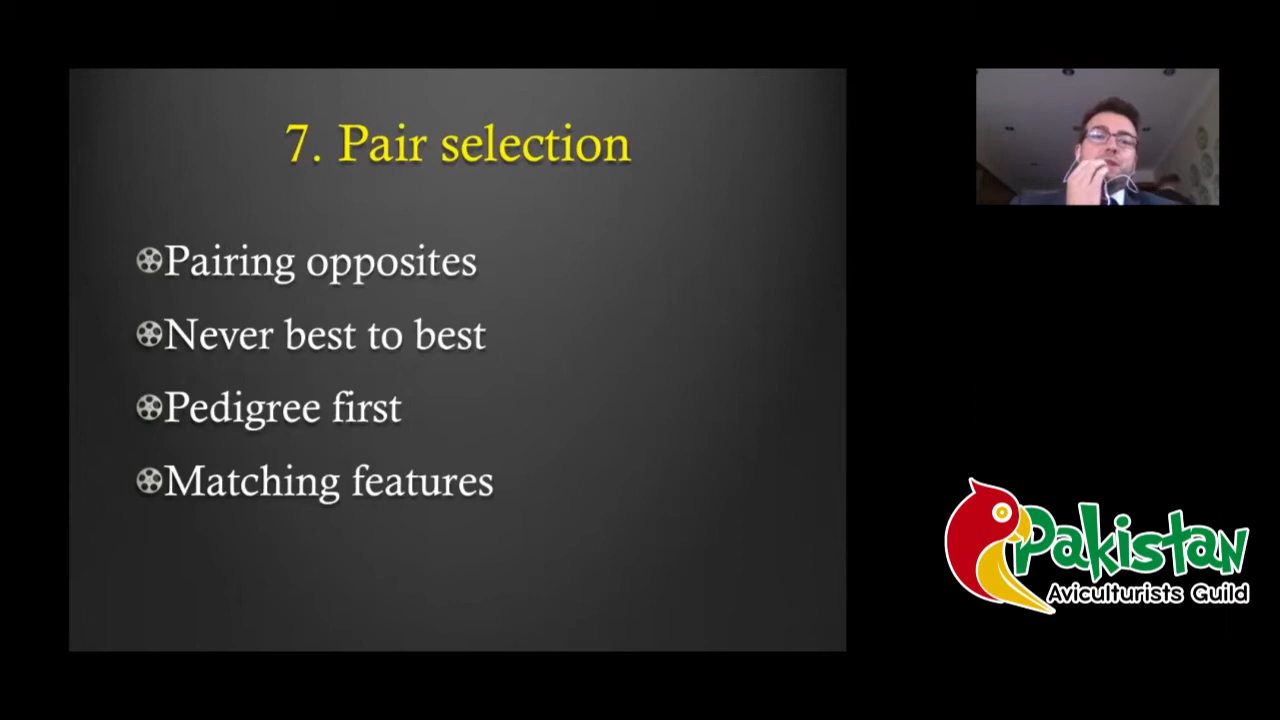 7. Pair selection
Pairing opposites
Never best to best
Pedigree first
Matching features
Pakistan
Aviculturists Guild